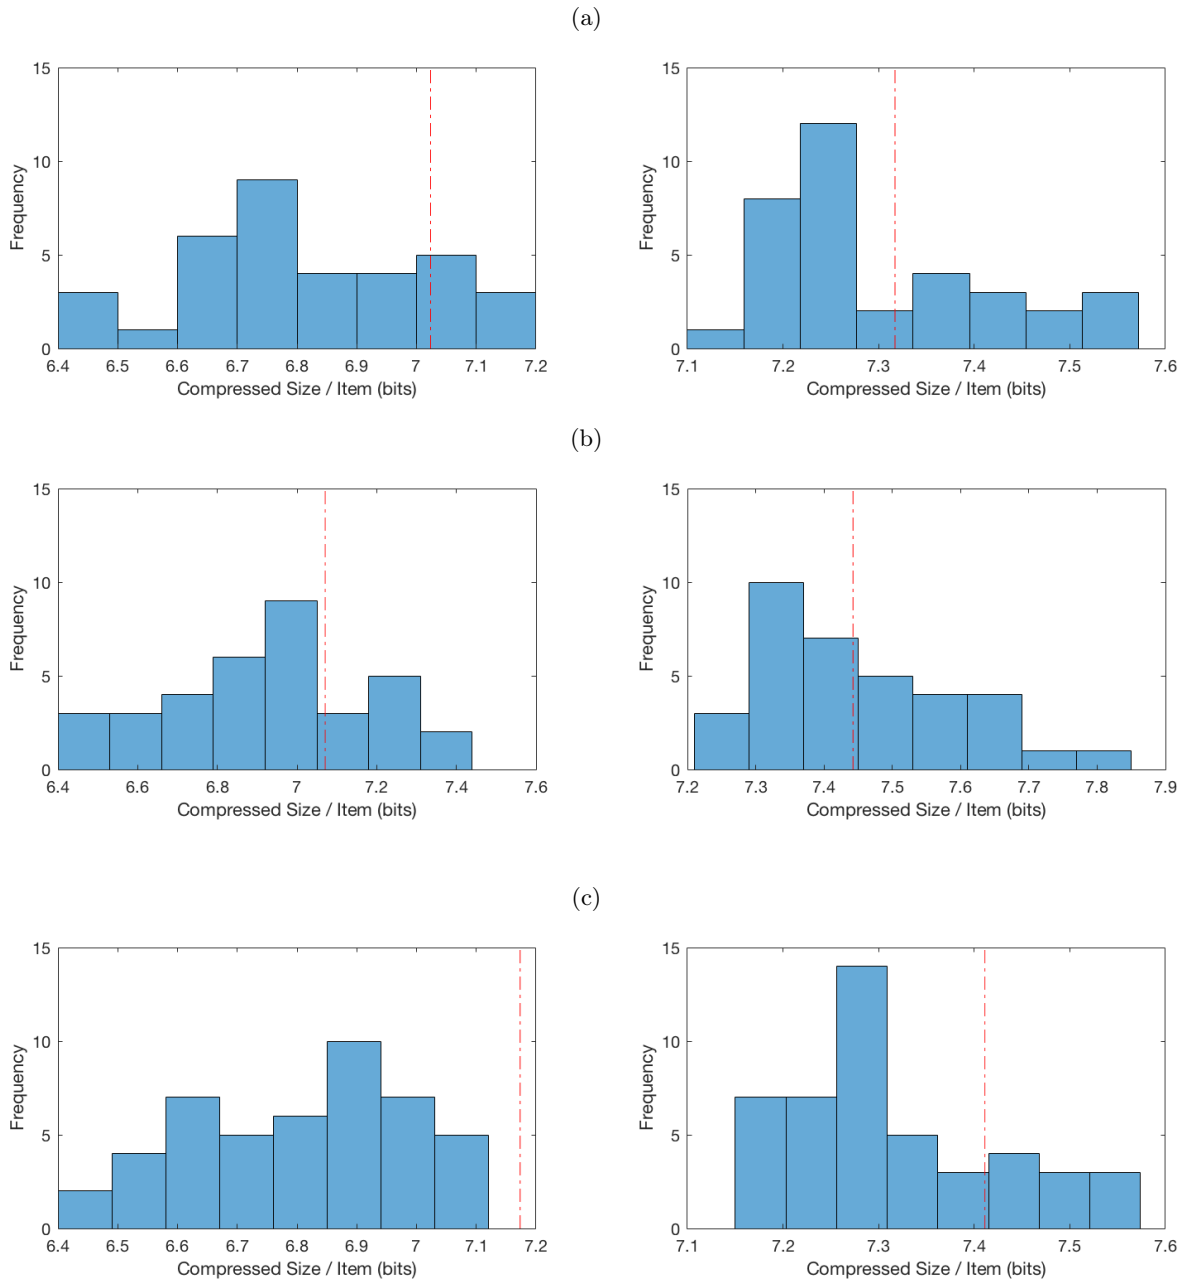 (a)
15
10
5
0
Frequency
6.4 6.5 6.6 6.7 6.8 6.9 7 7.1 7.2
Compressed Size / Item (bits)
15
10
5
0
Frequency
7.1 7.2 7.3 7.4 7.5 7.6
Compressed Size / Item (bits)
(b)
15
10
5
0
Frequency
6.4 6.6 6.8 7 7.2 7.4 7.6
Compressed Size / Item (bits)
15
10
5
0
Frequency
7.2 7.3 7.4 7.5 7.6 7.7 7.8 7.9
Compressed Size / Item (bits)
(c)
15
10
5
0
Frequency
6.4 6.5 6.6 6.7 6.8 6.9 7 7.1 7.2
Compressed Size / Item (bits)
15
10
5
0
Frequency
7.1 7.2 7.3 7.4 7.5 7.6
Compressed Size / Item (bits)